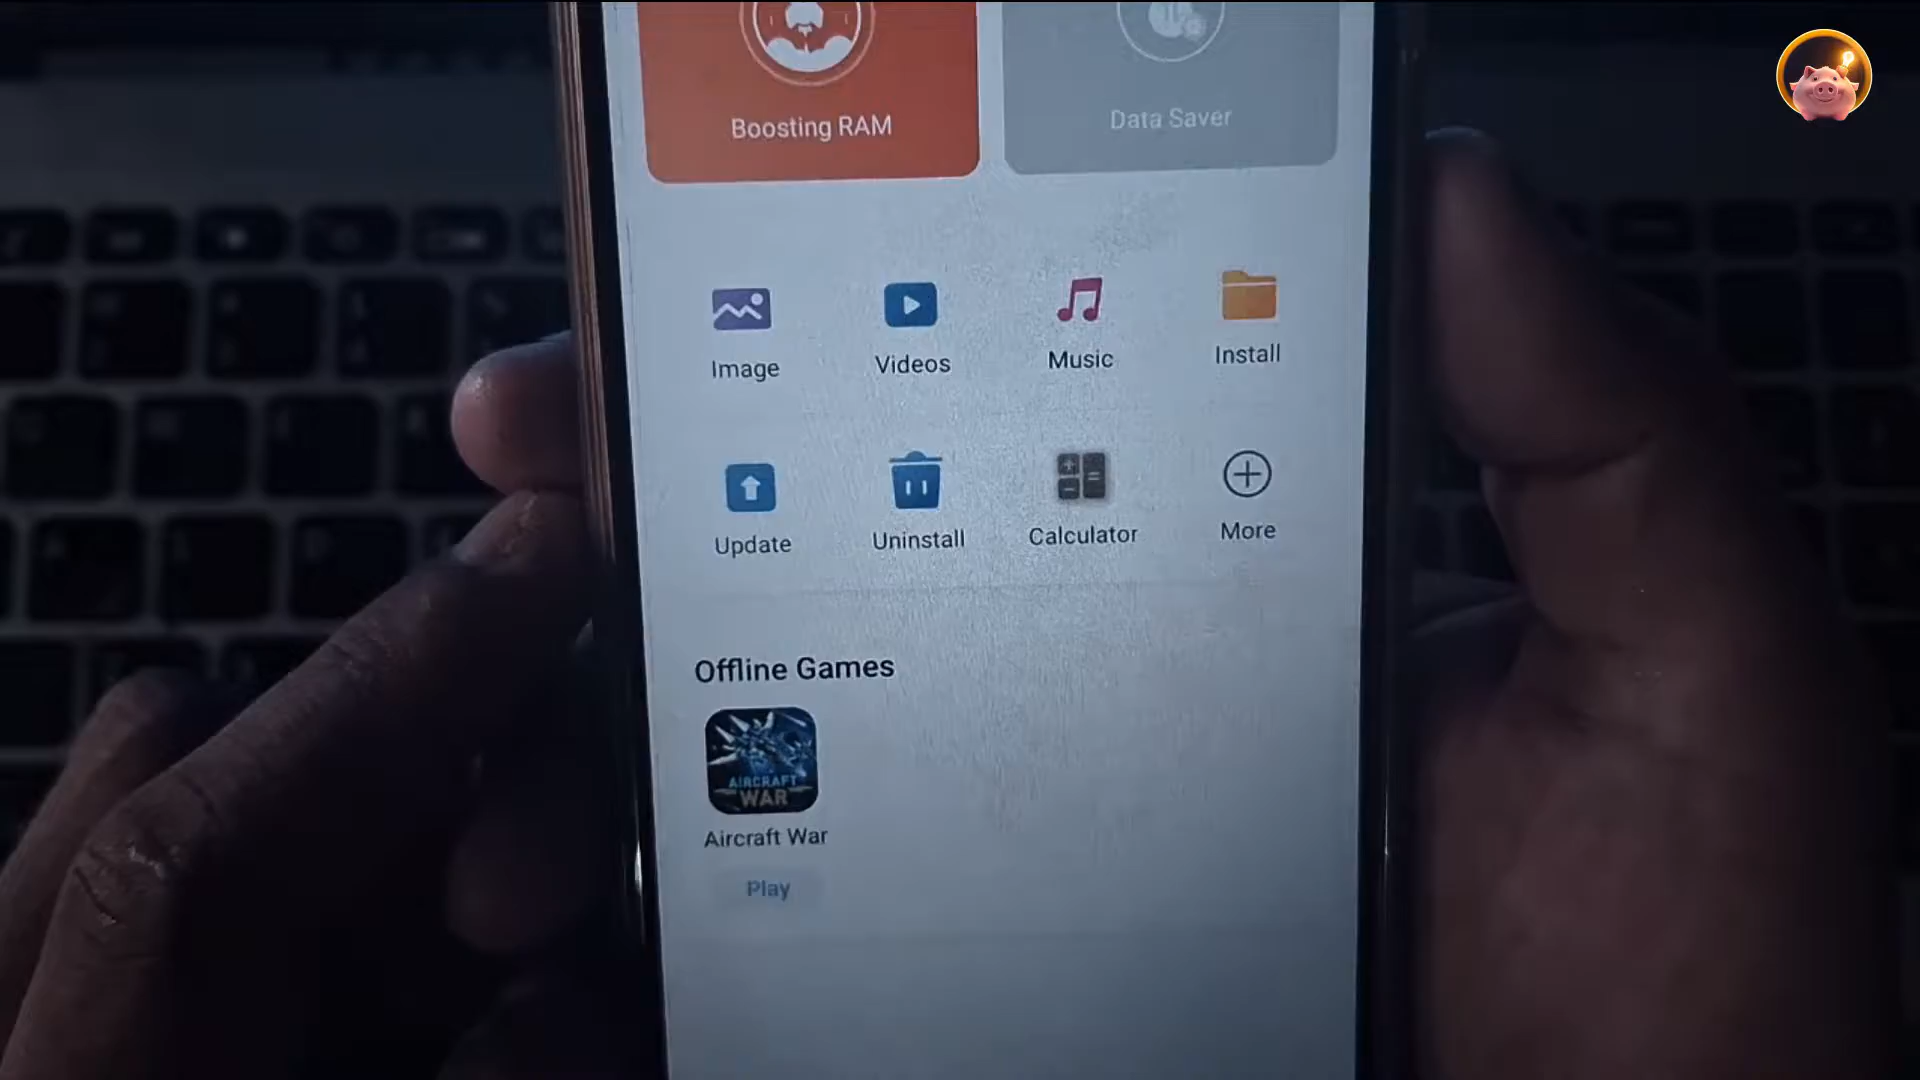 Boosting RAM
Data Saver
Image
Videos
Music
Install
Update
Uninstall
Calculator
More
Offline Games
AIRCRAFT
WAR
Aircraft War
Play